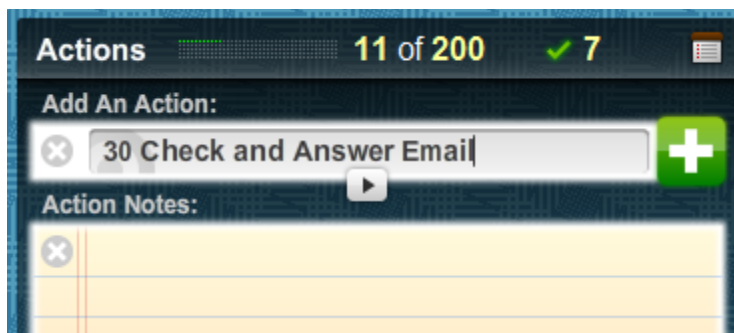 Actions 11 of 200 7
Add An Action:
30 Check and Answer Email
Action Notes: